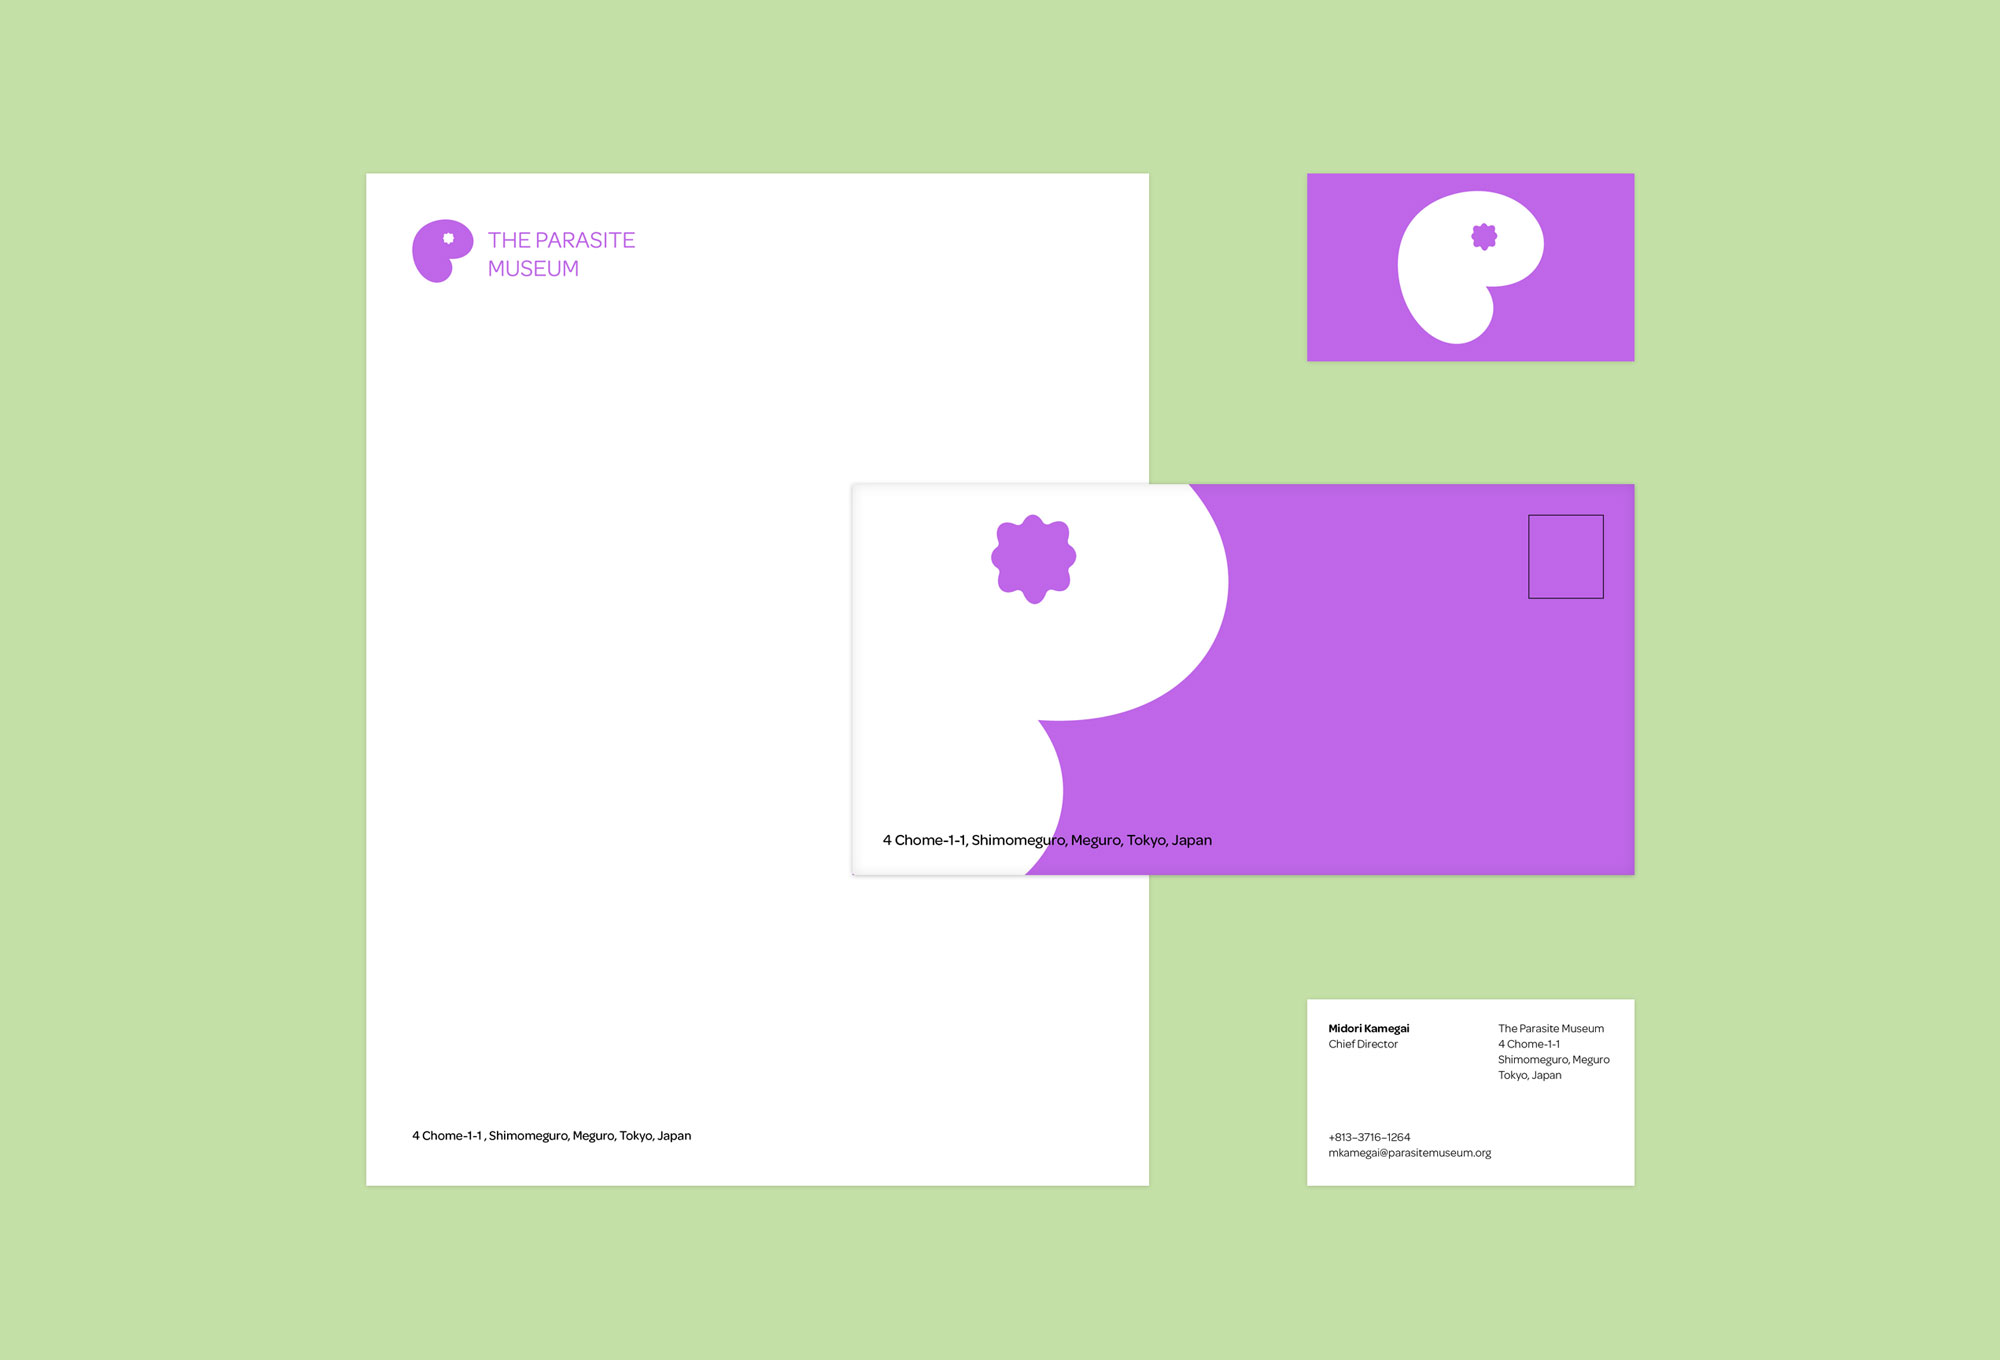 THE PARASITE
MUSEUM
4 Chome-1-1, Shimomeguro, Meguro, Tokyo, Japan
4 Chome-1-1 , Shimomeguro, Meguro, Tokyo, Japan
Midori Kamegai
Chief Director
The Parasite Museum
4 Chome-1-1
Shimomeguro, Meguro
Tokyo, Japan
+813-3716-1264
mkamegai@parasitemuseum.org